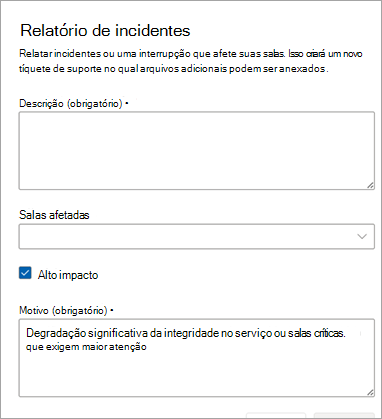 Relatório de incidentes
Relatar incidentes ou uma interrupção que afete suas salas. Isso criará um novo
tíquete de suporte no qual arquivos adicionais podem ser anexados .
Descrição (obrigatório) •
Salas afetadas
Alto impacto
Motivo (obrigatório) •
Degradação significativa da integridade no serviço ou salas críticas.
que exigem maior atenção